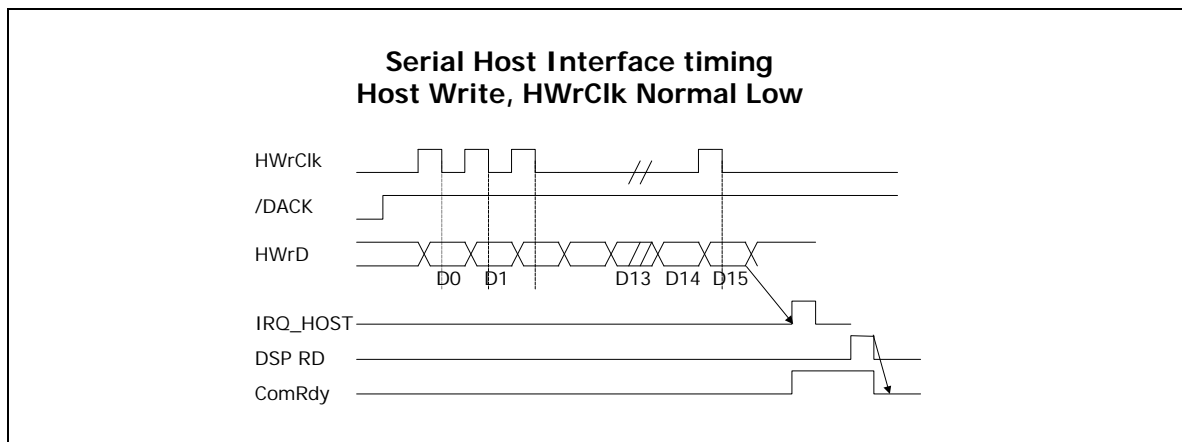 Serial Host Interface timing
Host Write, HWrClk Normal Low
HWrClk
/DACK
HWrD
D0 D1 D13 D14 D15
IRQ_HOST
DSP RD
ComRdy